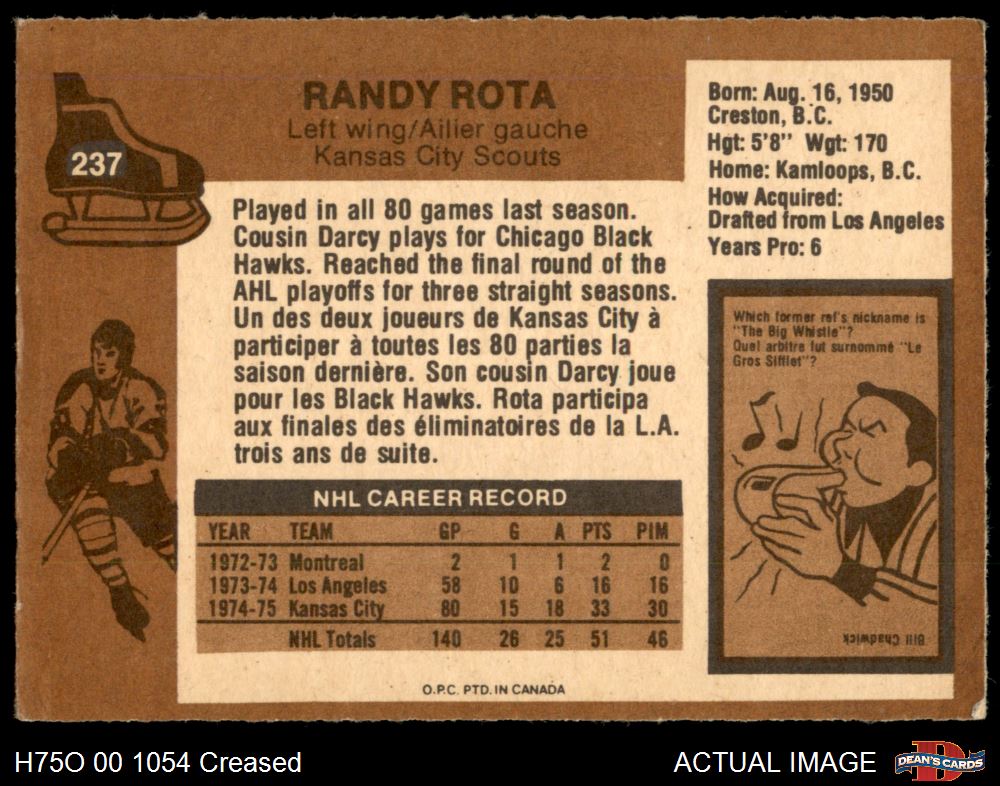 237
RANDY ROTA
Left wing/Ailier gauche
Kansas City Scouts
Born: Aug. 16, 1950
Creston, B.C.
Hgt: 5'8" Wgt: 170
Home: Kamloops, B.C.
How Acquired:
Drafted from Los Angeles
Years Pro: 6
Played in all 80 games last season.
Cousin Darcy plays for Chicago Black
Hawks. Reached the final round of the
AHL playoffs for three straight seasons.
Un des deux joueurs de Kansas City à
participer à toutes les 80 parties la
saison dernière. Son cousin Darcy joue
pour les Black Hawks. Rota participa
aux finales des éliminatoires de la L.A.
trois ans de suite.
Which former ref's nickname is
"The Big Whistle"?
Quel arbitre fut surnommé "Le
Gros Sifflet"?
Bill Chadwick
NHL CAREER RECORD
YEAR TEAM GP G A PTS PIM
1972-73 Montreal 2 1 1 2 0
1973-74 Los Angeles 58 10 6 16 16
1974-75 Kansas City 80 15 18 33 30
NHL Totals 140 26 25 51 46
O.P.C. PTD. IN CANADA
H75O 00 1054 Creased
ACTUAL IMAGE
D
DEAN'S CARDS